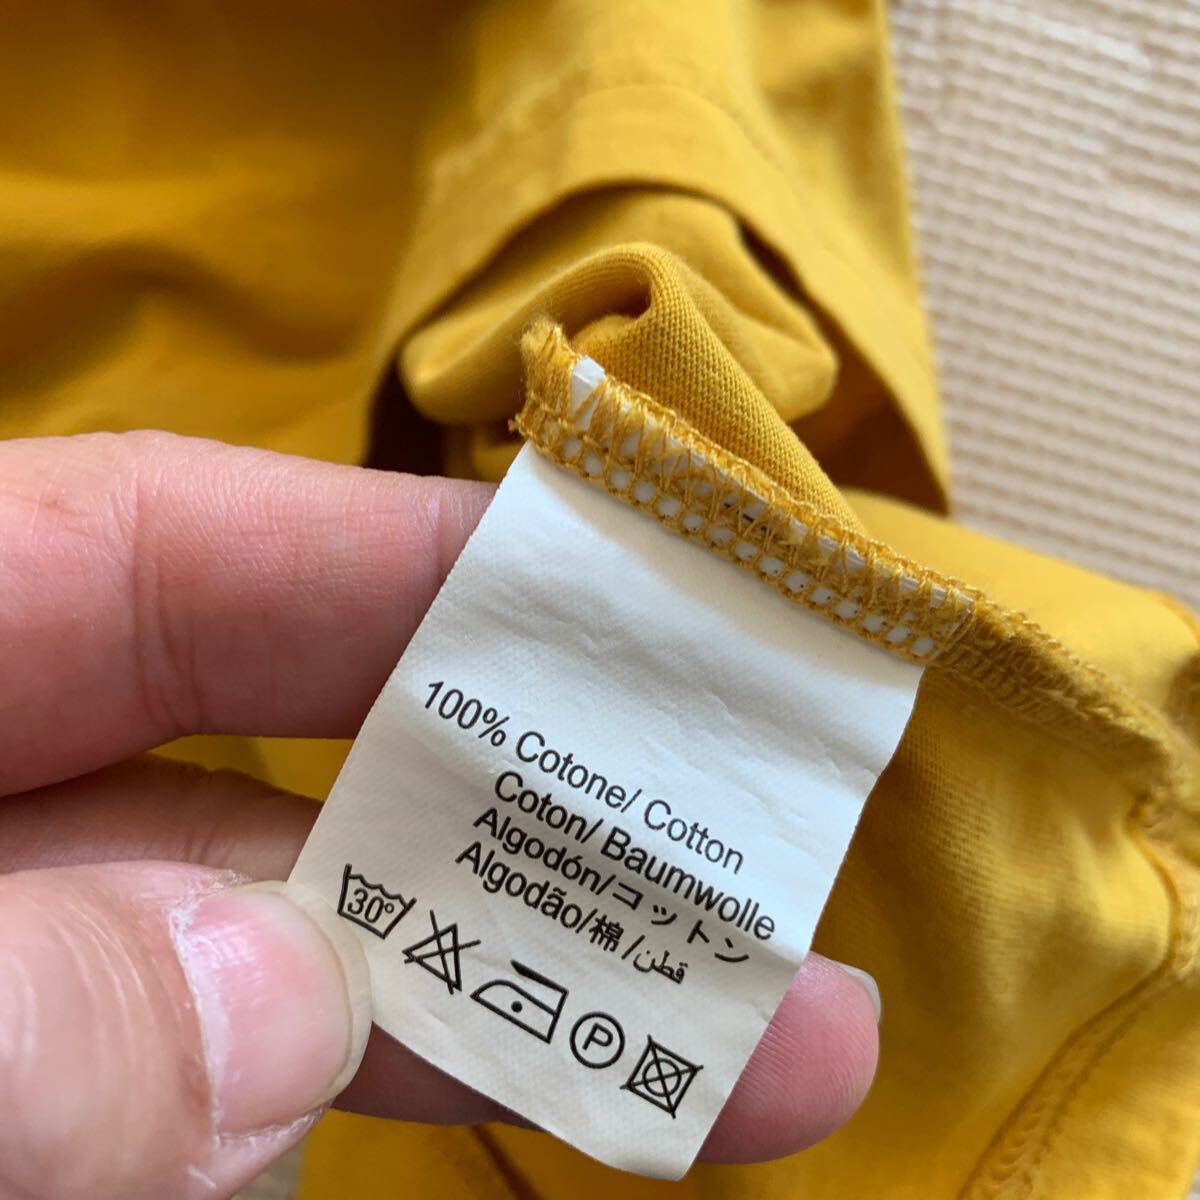 100% Cotone/ Cotton
Coton/ Baumwolle
Algodón/コットン
Algodão/棉/قطن
30°
P